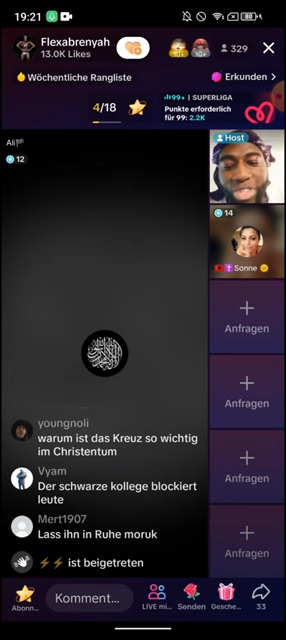 19:21
80
Flexabrenyah
13.0K Likes
329
Wöchentliche Rangliste
Erkunden >
4/18
99+ | SUPERLIGA
Punkte erforderlich
für 99: 2.2K
Ali
12
Host
14
Sonne
Anfragen
Anfragen
Anfragen
Anfragen
youngnoli
warum ist das Kreuz so wichtig
im Christentum
Vyam
Der schwarze kollege blockiert
leute
Mert1907
Lass ihn in Ruhe moruk
⚡⚡ ist beigetreten
Abonn...
Komment...
LIVE mi...
Senden
Gesche...
33